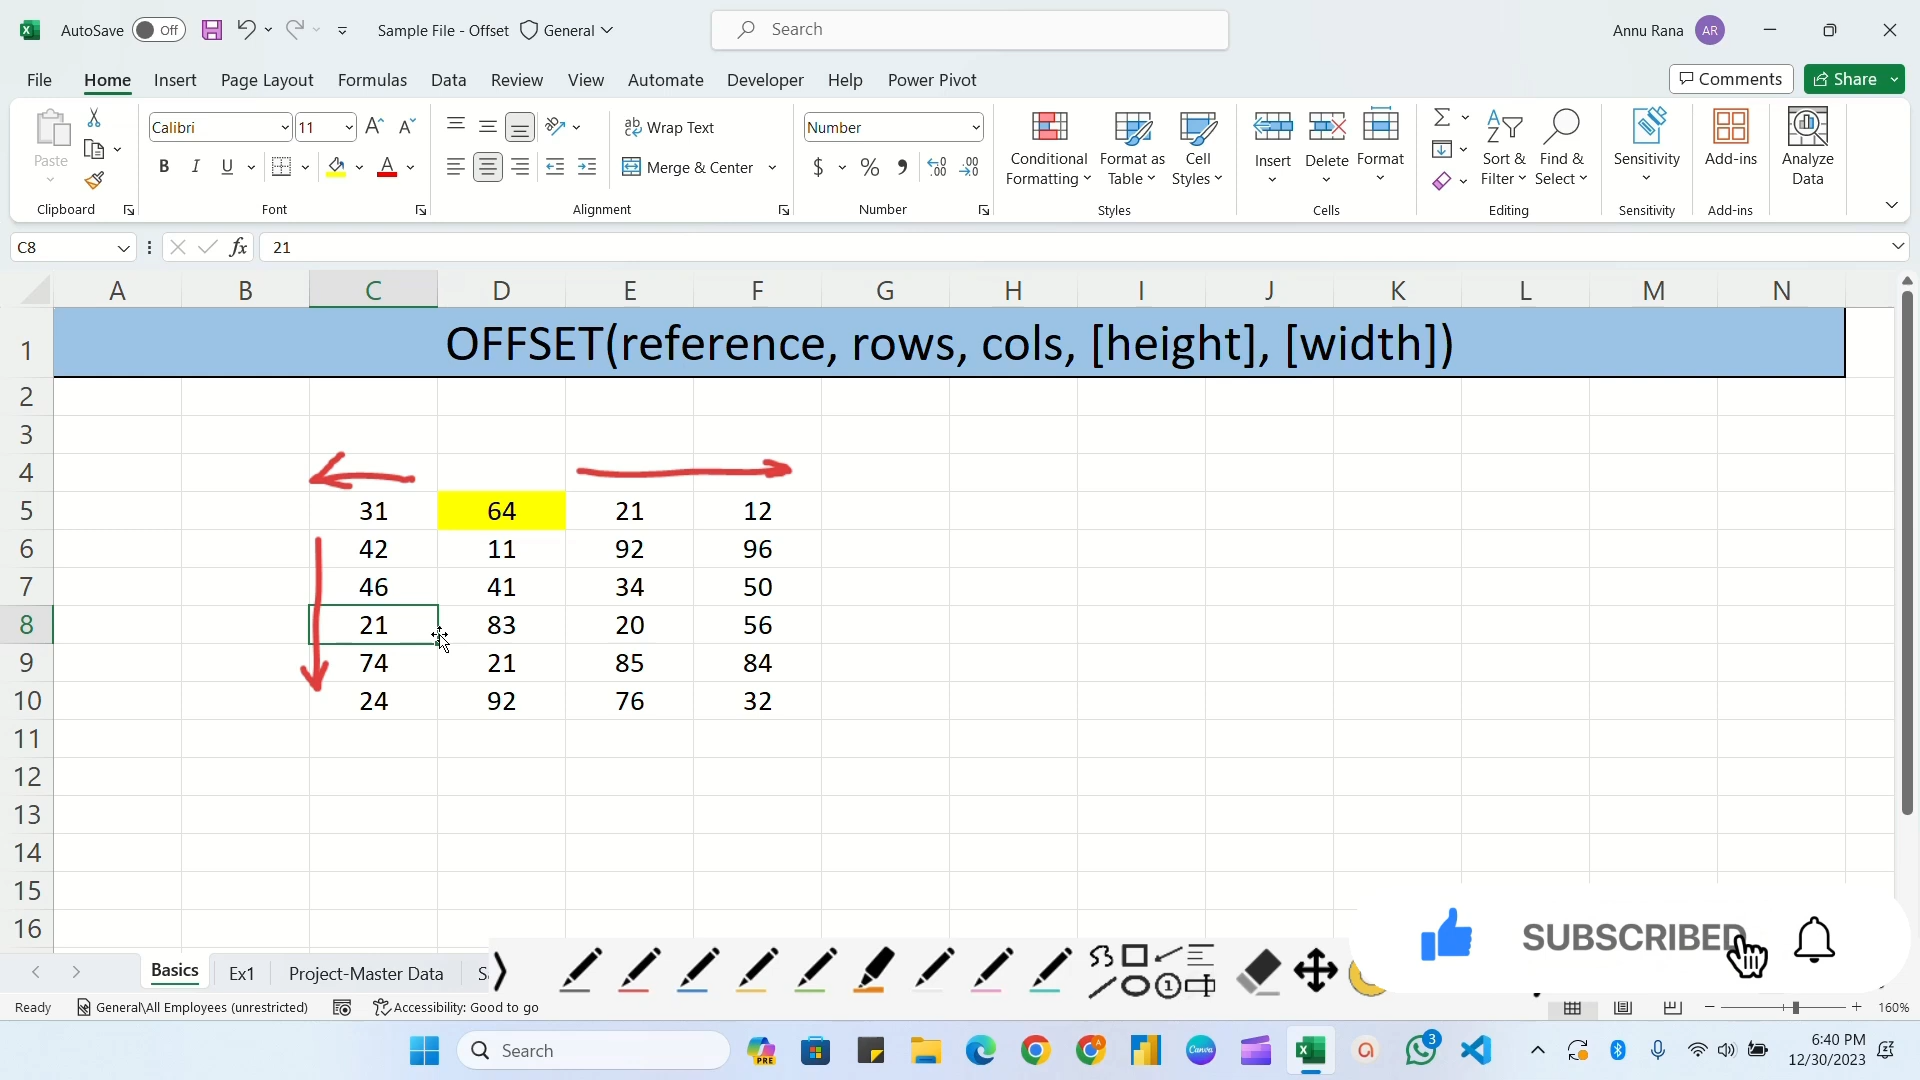 AutoSave Off Sample File - Offset General Search Annu Rana AR
File Home Insert Page Layout Formulas Data Review View Automate Developer Help Power Pivot Comments Share
Paste Calibri 11 Wrap Text Number Conditional Formatting Format as Table Cell Styles Insert Delete Format Sort & Filter Find & Select Sensitivity Add-ins Analyze Data
B I U Merge & Center $ %
Clipboard Font Alignment Number Styles Cells Editing Sensitivity Add-ins
C8 fx 21
A B C D E F G H I J K L M N
1 OFFSET(reference, rows, cols, [height], [width])
2
3
4
5 31 64 21 12
6 42 11 92 96
7 46 41 34 50
8 21 83 20 56
9 74 21 85 84
10 24 92 76 32
11
12
13
14
15
16
SUBSCRIBED
Basics Ex1 Project-Master Data
Ready General\All Employees (unrestricted) Accessibility: Good to go 160%
Search PRE Canva 3 6:40 PM
12/30/2023